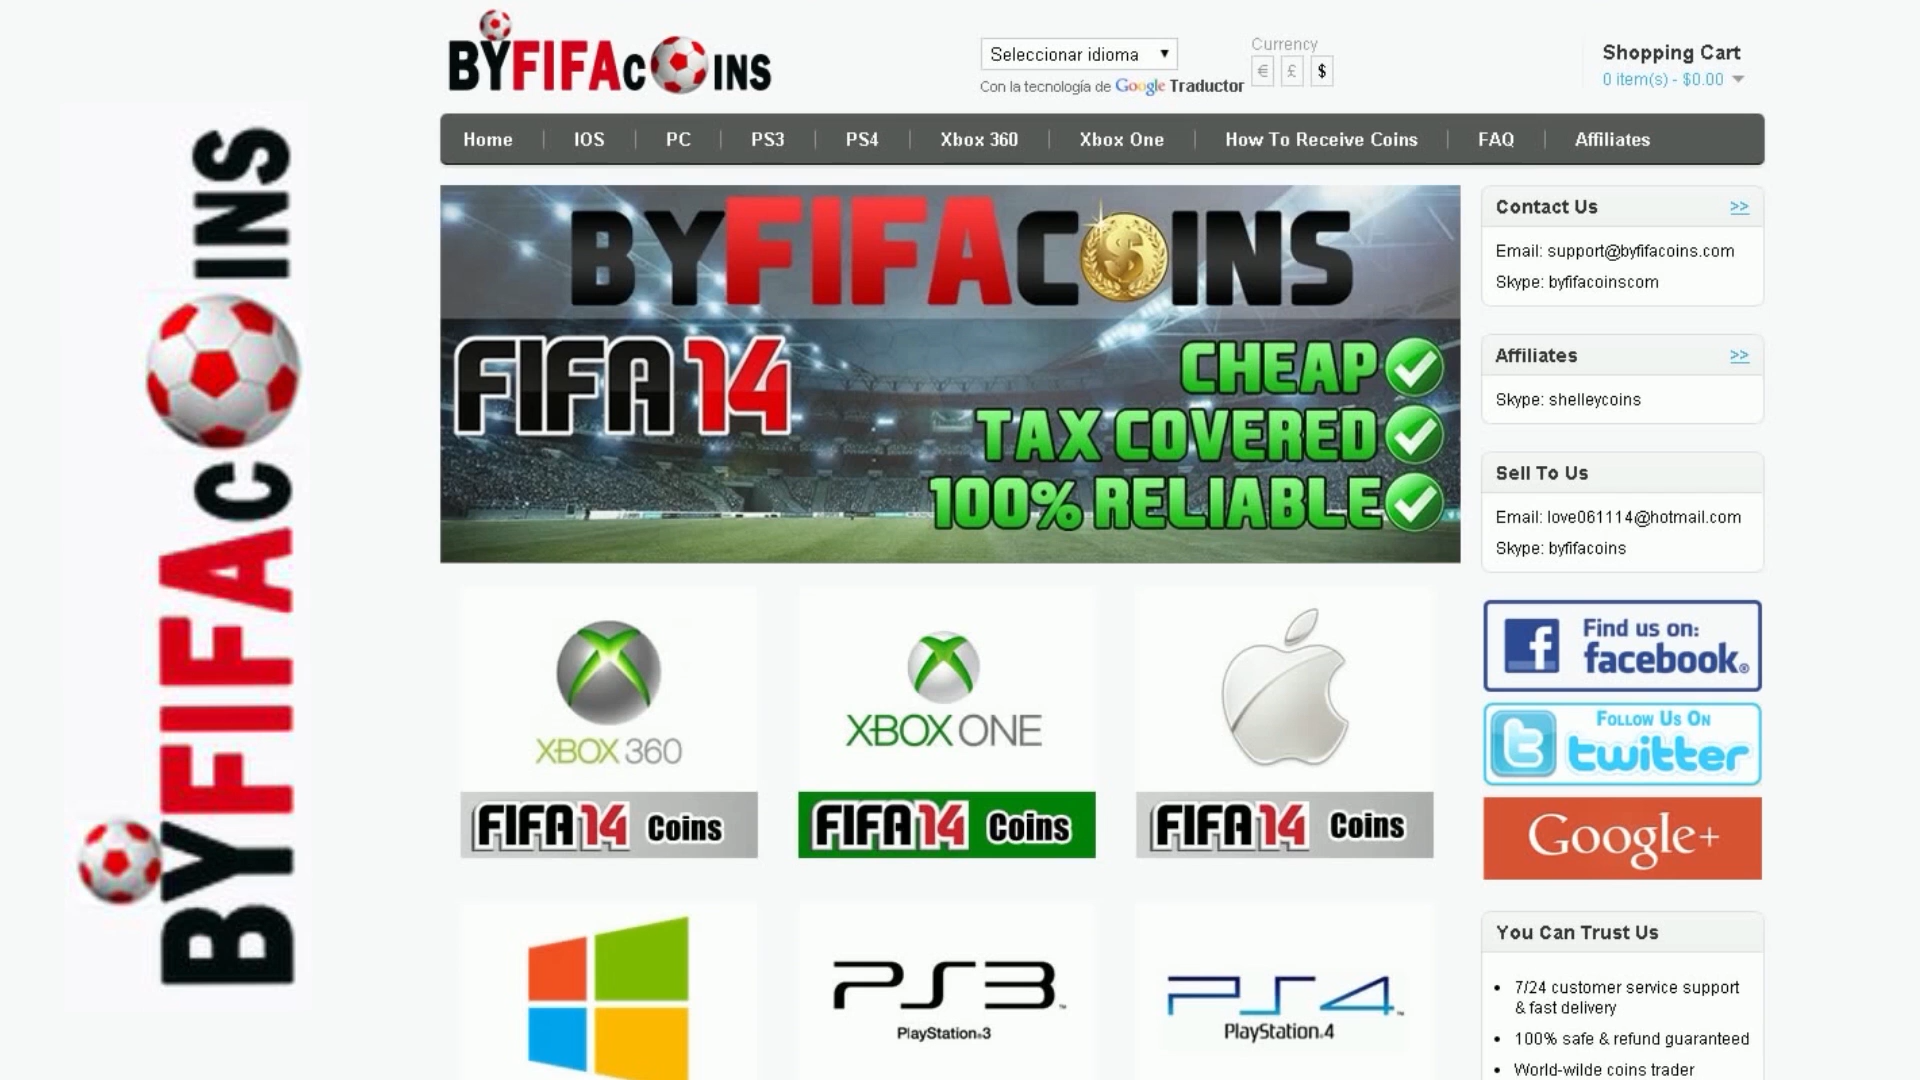 BYFIFACOINS
BYFIFACOINS
Seleccionar idioma
Con la tecnología de Google Traductor
Currency
€ £ $
Shopping Cart
0 item(s) - $0.00
Home IOS PC PS3 PS4 Xbox 360 Xbox One How To Receive Coins FAQ Affiliates
BYFIFACOINS
FIFA 14
CHEAP
TAX COVERED
100% RELIABLE
Contact Us >>
Email: support@byfifacoins.com
Skype: byfifacoinscom
Affiliates >>
Skype: shelleycoins
Sell To Us
Email: love061114@hotmail.com
Skype: byfifacoins
Find us on:
facebook®
FOLLOW US ON
twitter
Google+
XBOX 360
XBOX ONE
FIFA 14 Coins
FIFA 14 Coins
FIFA 14 Coins
PS3™
PlayStation®3
PS4™
PlayStation®4
You Can Trust Us
• 7/24 customer service support
& fast delivery
• 100% safe & refund guaranteed
• World-wilde coins trader